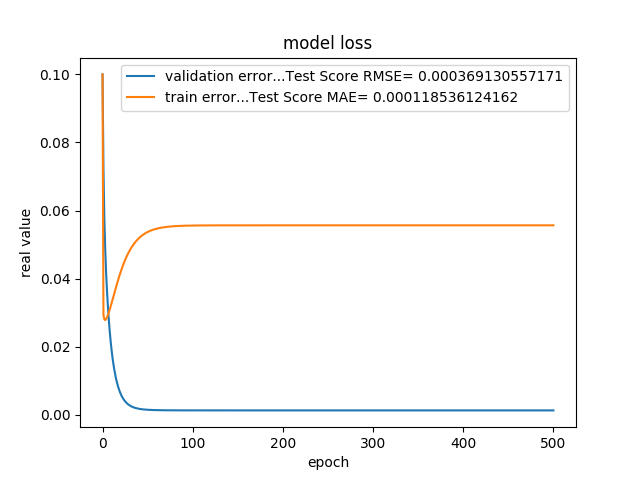 model loss
validation error...Test Score RMSE= 0.000369130557171
train error...Test Score MAE= 0.000118536124162
real value
0.10
0.08
0.06
0.04
0.02
0.00
0 100 200 300 400 500
epoch